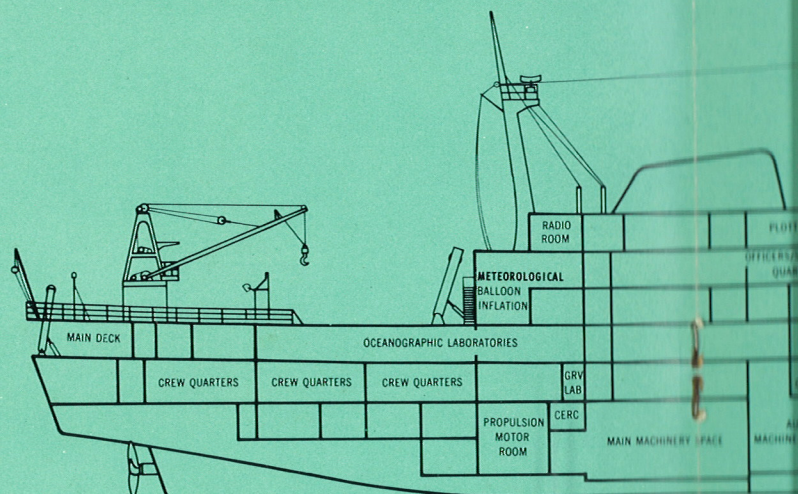 RADIO
ROOM
METEOROLOGICAL
BALLOON
INFLATION
MAIN DECK
OCEANOGRAPHIC LABORATORIES
CREW QUARTERS
CREW QUARTERS
CREW QUARTERS
GRV
LAB
CERC
PROPULSION
MOTOR
ROOM
MAIN MACHINERY SPACE